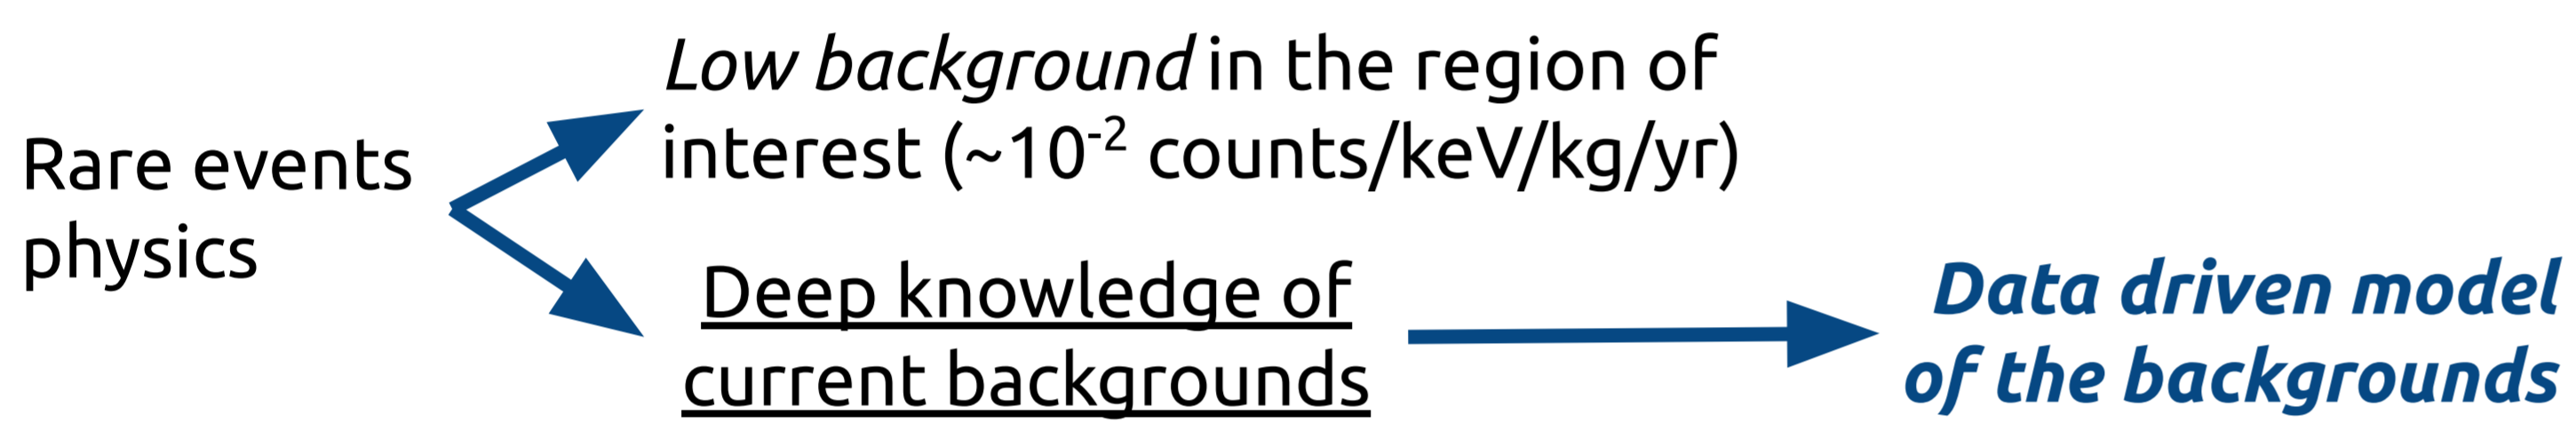 Rare events
physics
Low background in the region of
interest (~10⁻² counts/keV/kg/yr)
Deep knowledge of
current backgrounds
Data driven model
of the backgrounds